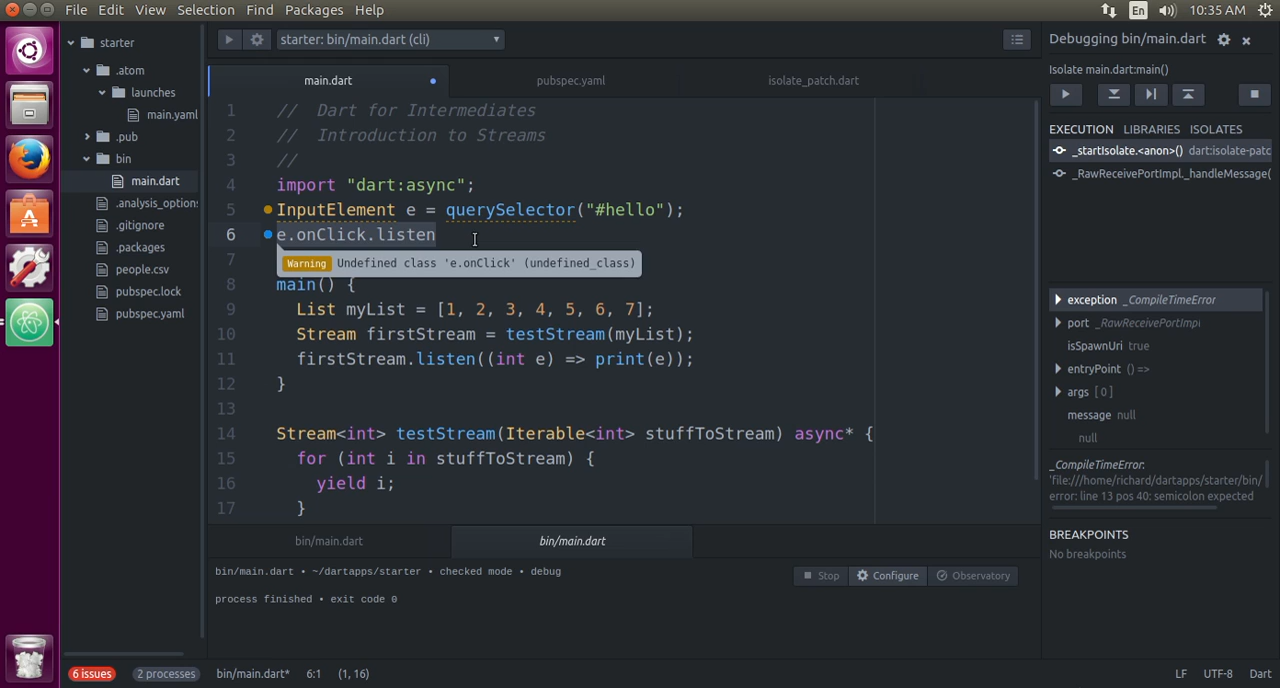 File Edit View Selection Find Packages Help
En 10:35 AM
starter
.atom
launches
main.yaml
.pub
bin
main.dart
.analysis_options
.gitignore
.packages
people.csv
pubspec.lock
pubspec.yaml
starter: bin/main.dart (cli)
main.dart pubspec.yaml isolate_patch.dart
1 // Dart for Intermediates
2 // Introduction to Streams
3 //
4 import "dart:async";
5 InputElement e = querySelector("#hello");
6 e.onClick.listen
7
Warning Undefined class 'e.onClick' (undefined_class)
8 main() {
9 List myList = [1, 2, 3, 4, 5, 6, 7];
10 Stream firstStream = testStream(myList);
11 firstStream.listen((int e) => print(e));
12 }
13
14 Stream<int> testStream(Iterable<int> stuffToStream) async* {
15 for (int i in stuffToStream) {
16 yield i;
17 }
bin/main.dart bin/main.dart
bin/main.dart • ~/dartapps/starter • checked mode • debug
Stop Configure Observatory
process finished • exit code 0
Debugging bin/main.dart
Isolate main.dart:main()
EXECUTION LIBRARIES ISOLATES
_startIsolate.<anon>() dart:isolate-patc
_RawReceivePortImpl._handleMessage(
exception _CompileTimeError
port _RawReceivePortImpl
isSpawnUri true
entryPoint () =>
args [ 0 ]
message null
null
_CompileTimeError:
'file:///home/richard/dartapps/starter/bin/
error: line 13 pos 40: semicolon expected
BREAKPOINTS
No breakpoints
6 issues 2 processes bin/main.dart* 6:1 (1, 16) LF UTF-8 Dart